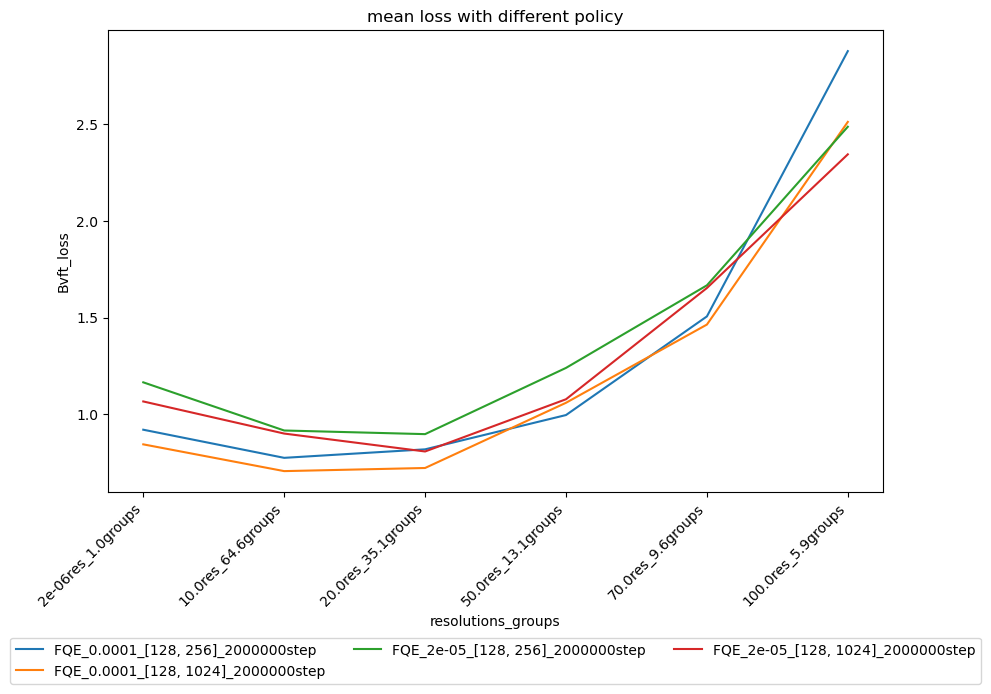 mean loss with different policy
Bvft_loss
2.5
2.0
1.5
1.0
2e-06res_1.0groups
10.0res_64.6groups
20.0res_35.1groups
50.0res_13.1groups
70.0res_9.6groups
100.0res_5.9groups
resolutions_groups
FQE_0.0001_[128, 256]_2000000step
FQE_0.0001_[128, 1024]_2000000step
FQE_2e-05_[128, 256]_2000000step
FQE_2e-05_[128, 1024]_2000000step